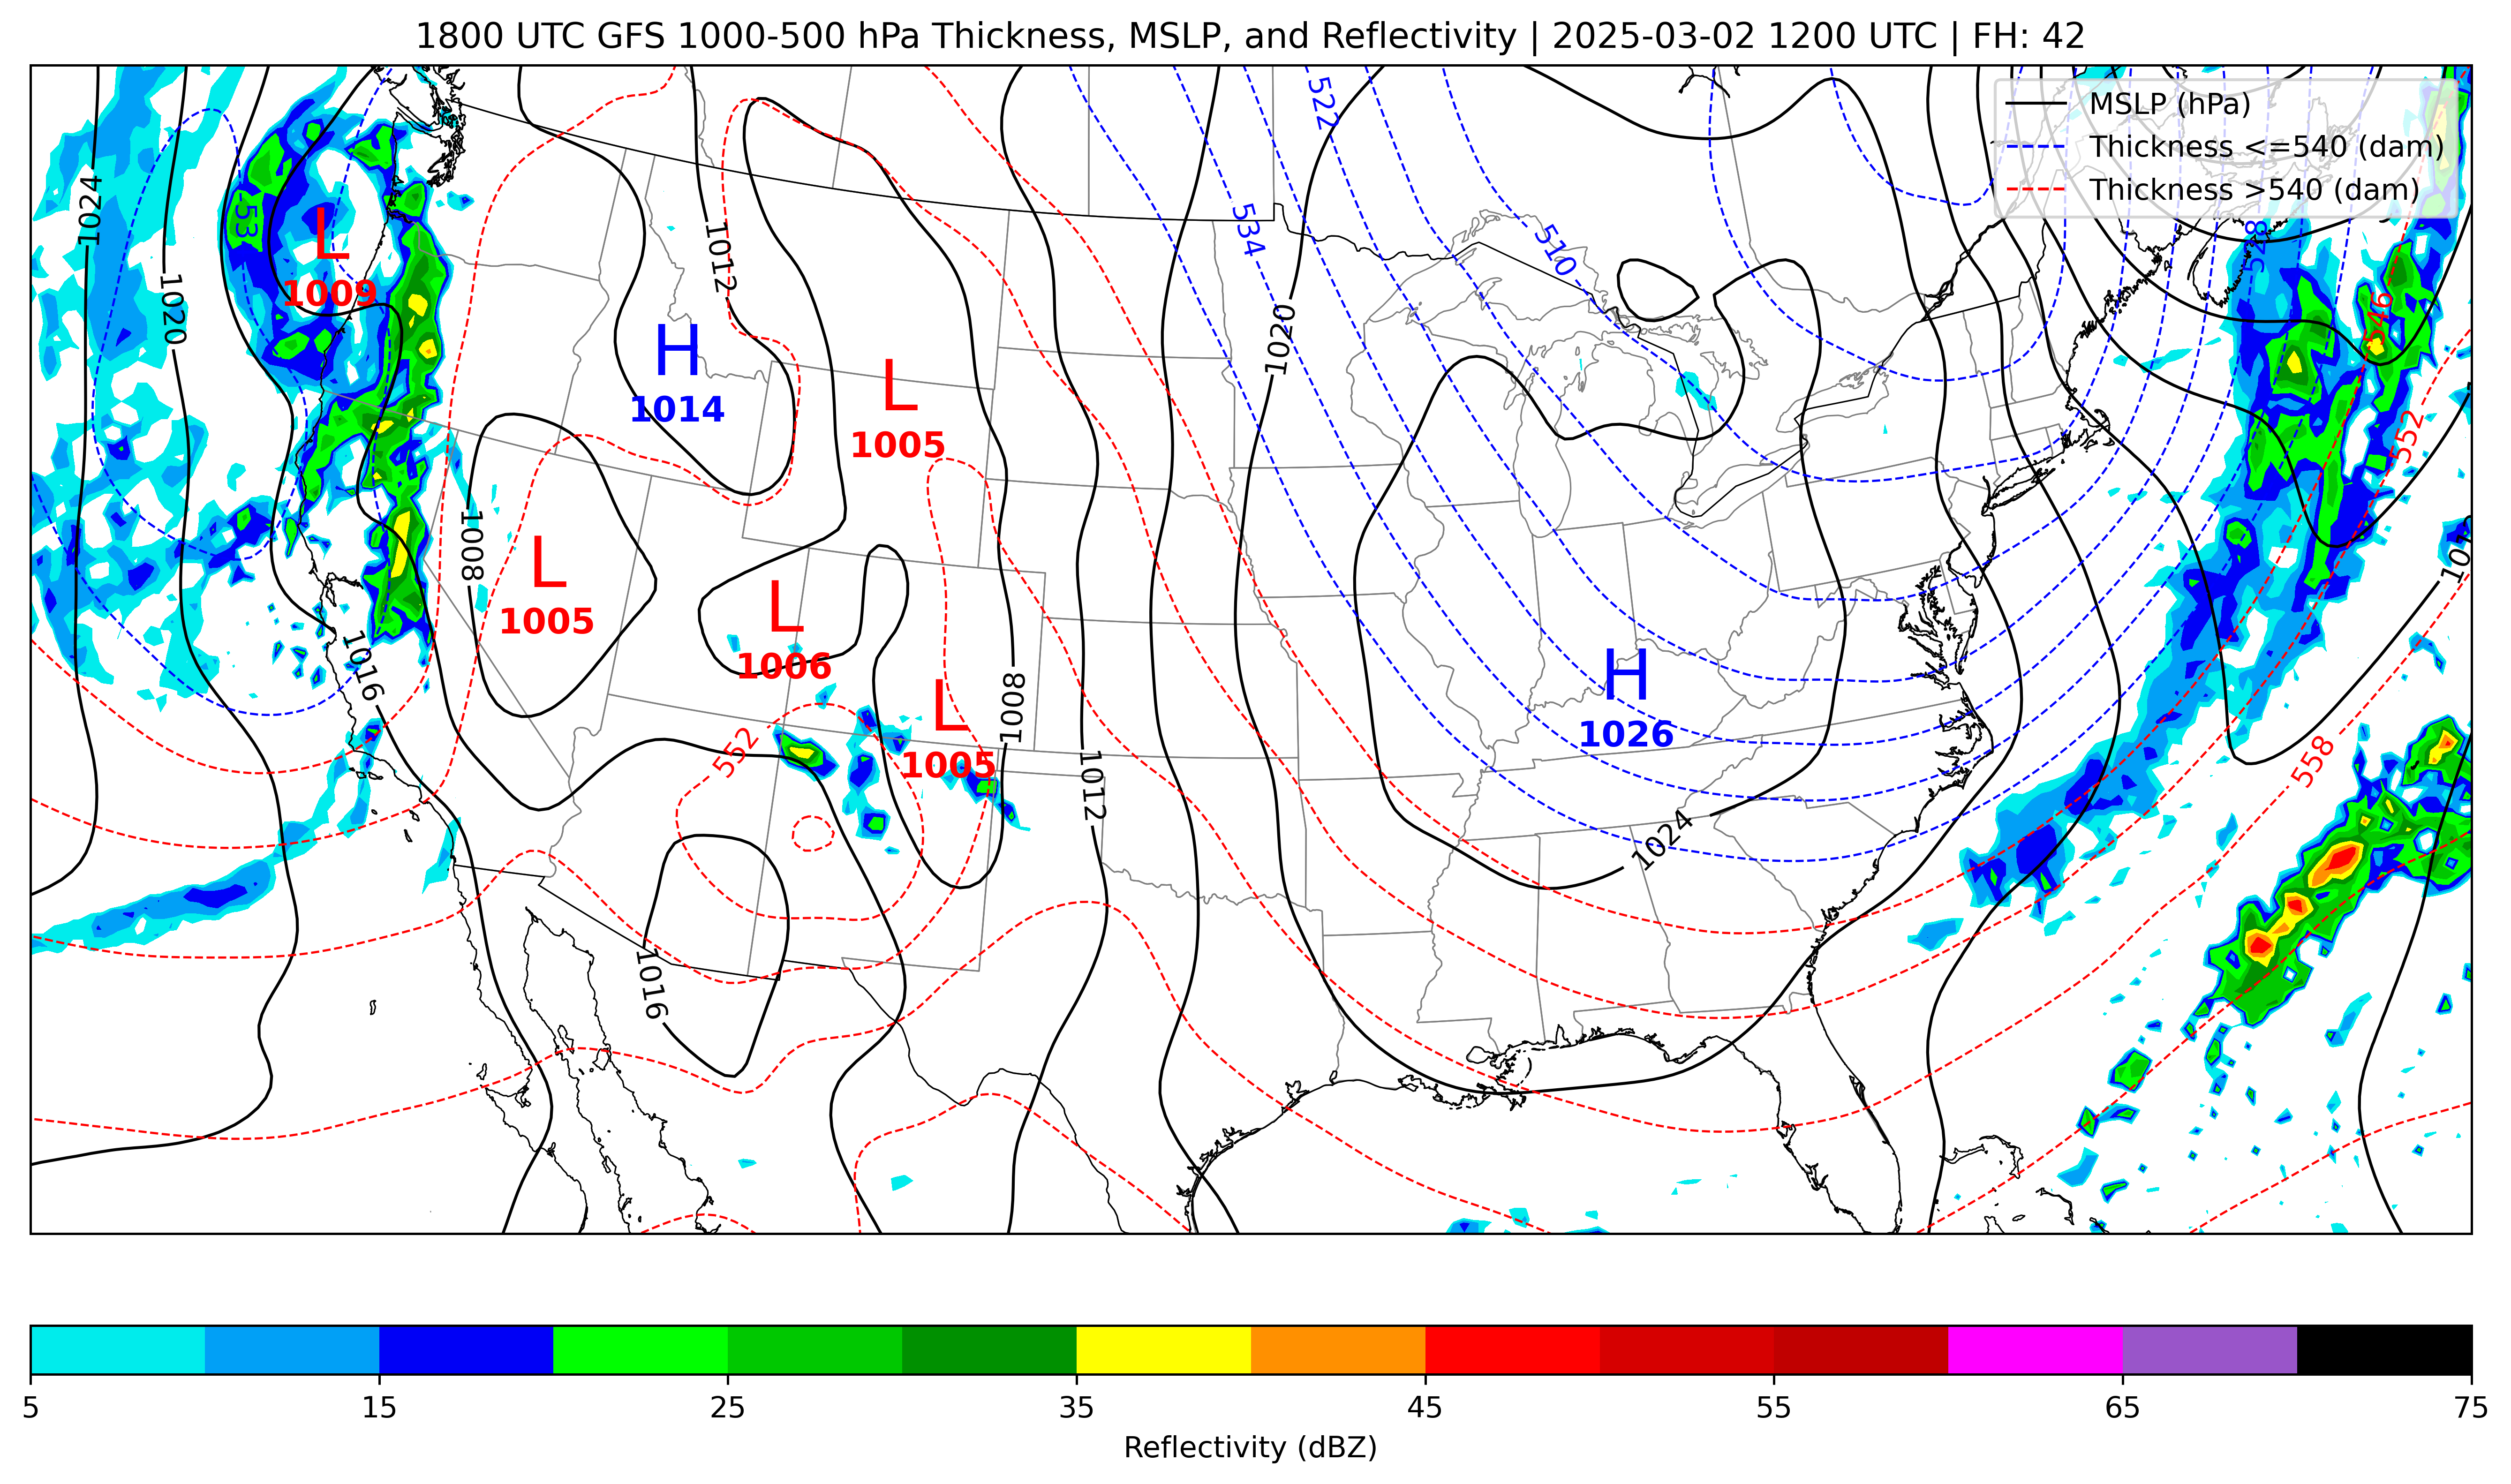 1800 UTC GFS 1000-500 hPa Thickness, MSLP, and Reflectivity | 2025-03-02 1200 UTC | FH: 42
MSLP (hPa)
Thickness <=540 (dam)
Thickness >540 (dam)
522
1024
53
534
510
528
L
1009
1012
1020
1020
546
H
1014
L
1005
552
1008
L
1005
L
1006
1016
H
1026
L
1005
1008
552
558
1012
1024
1016
5
15
25
35
45
55
65
75
Reflectivity (dBZ)